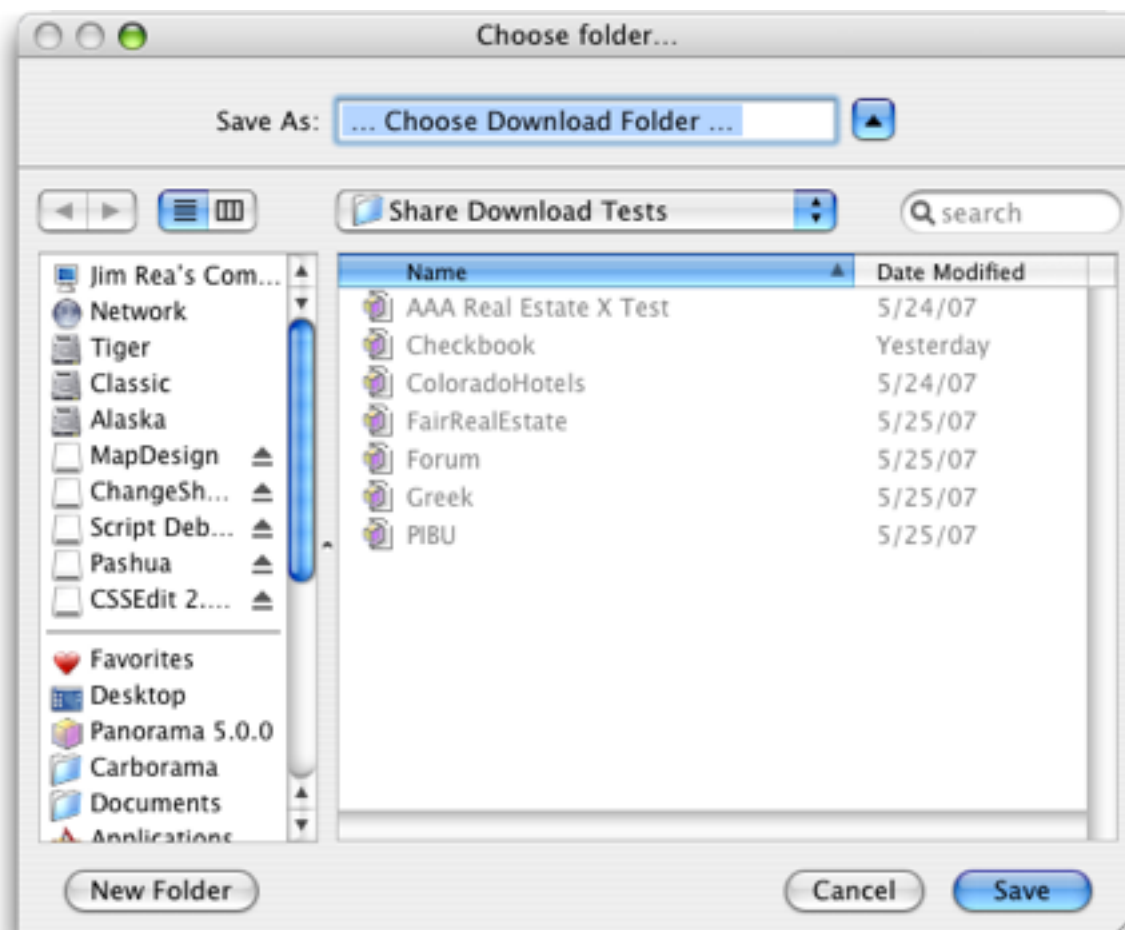 Choose folder...
Save As: ... Choose Download Folder ...
Share Download Tests
search
Jim Rea's Com...
Network
Tiger
Classic
Alaska
MapDesign
ChangeSh...
Script Deb...
Pashua
CSSEdit 2....
Favorites
Desktop
Panorama 5.0.0
Carborama
Documents
Applications
Name Date Modified
AAA Real Estate X Test 5/24/07
Checkbook Yesterday
ColoradoHotels 5/24/07
FairRealEstate 5/25/07
Forum 5/25/07
Greek 5/25/07
PIBU 5/25/07
New Folder Cancel Save